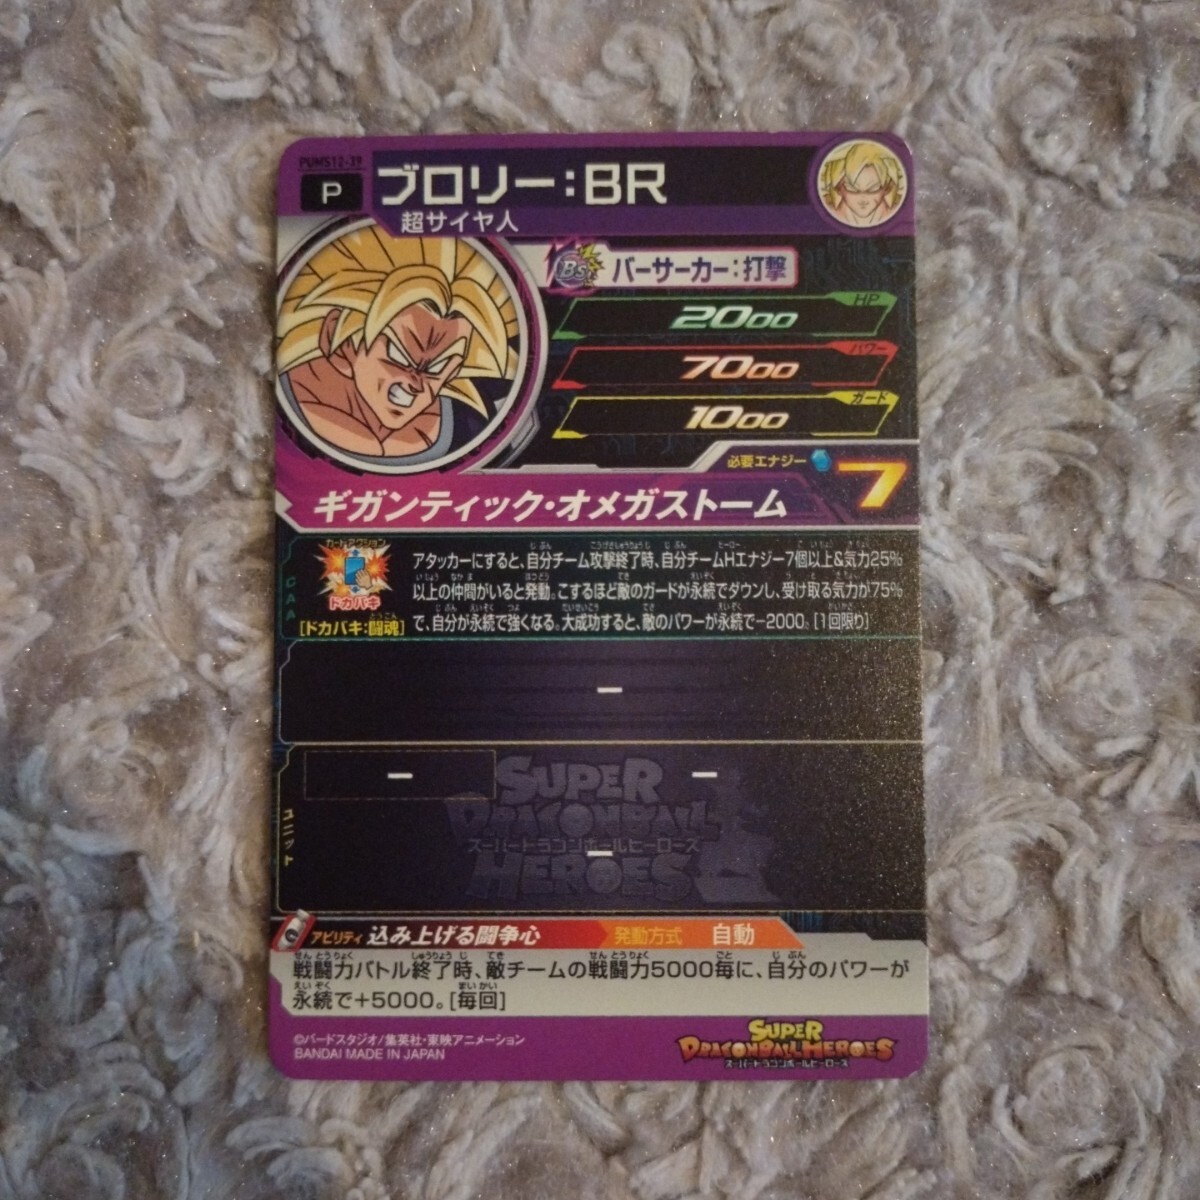 PUMS12-39
P
ブロリー:BR
超サイヤ人
Bs バーサーカー:打撃
HP
2000
パワー
7000
ガード
1000
必要エナジー 7
ギガンティック・オメガストーム
カードアクション
ドカバキ
[ドカバキ:闘魂]
CAA
アタッカーにすると、自分チーム攻撃終了時、自分チームHエナジー7個以上&気力25%
以上の仲間がいると発動。こするほど敵のガードが永続でダウンし、受け取る気力が75%
で、自分が永続で強くなる。大成功すると、敵のパワーが永続で−2000。[1回限り]
ー
ー
ー
ユニット
ー
SUPER
DRAGONBALL
スーパードラゴンボールヒーローズ
HEROES
アビリティ 込み上げる闘争心 発動方式 自動
戦闘力バトル終了時、敵チームの戦闘力5000毎に、自分のパワーが
永続で+5000。[毎回]
©バードスタジオ/集英社・東映アニメーション
BANDAI MADE IN JAPAN
SUPER
DRAGONBALL HEROES
スーパードラゴンボールヒーローズ